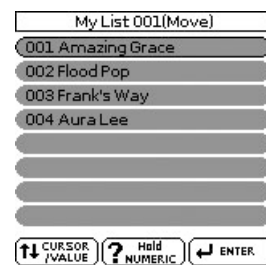 My List 001(Move)
001 Amazing Grace
002 Flood Pop
003 Frank's Way
004 Aura Lee
CURSOR /VALUE ? Hold NUMERIC ENTER